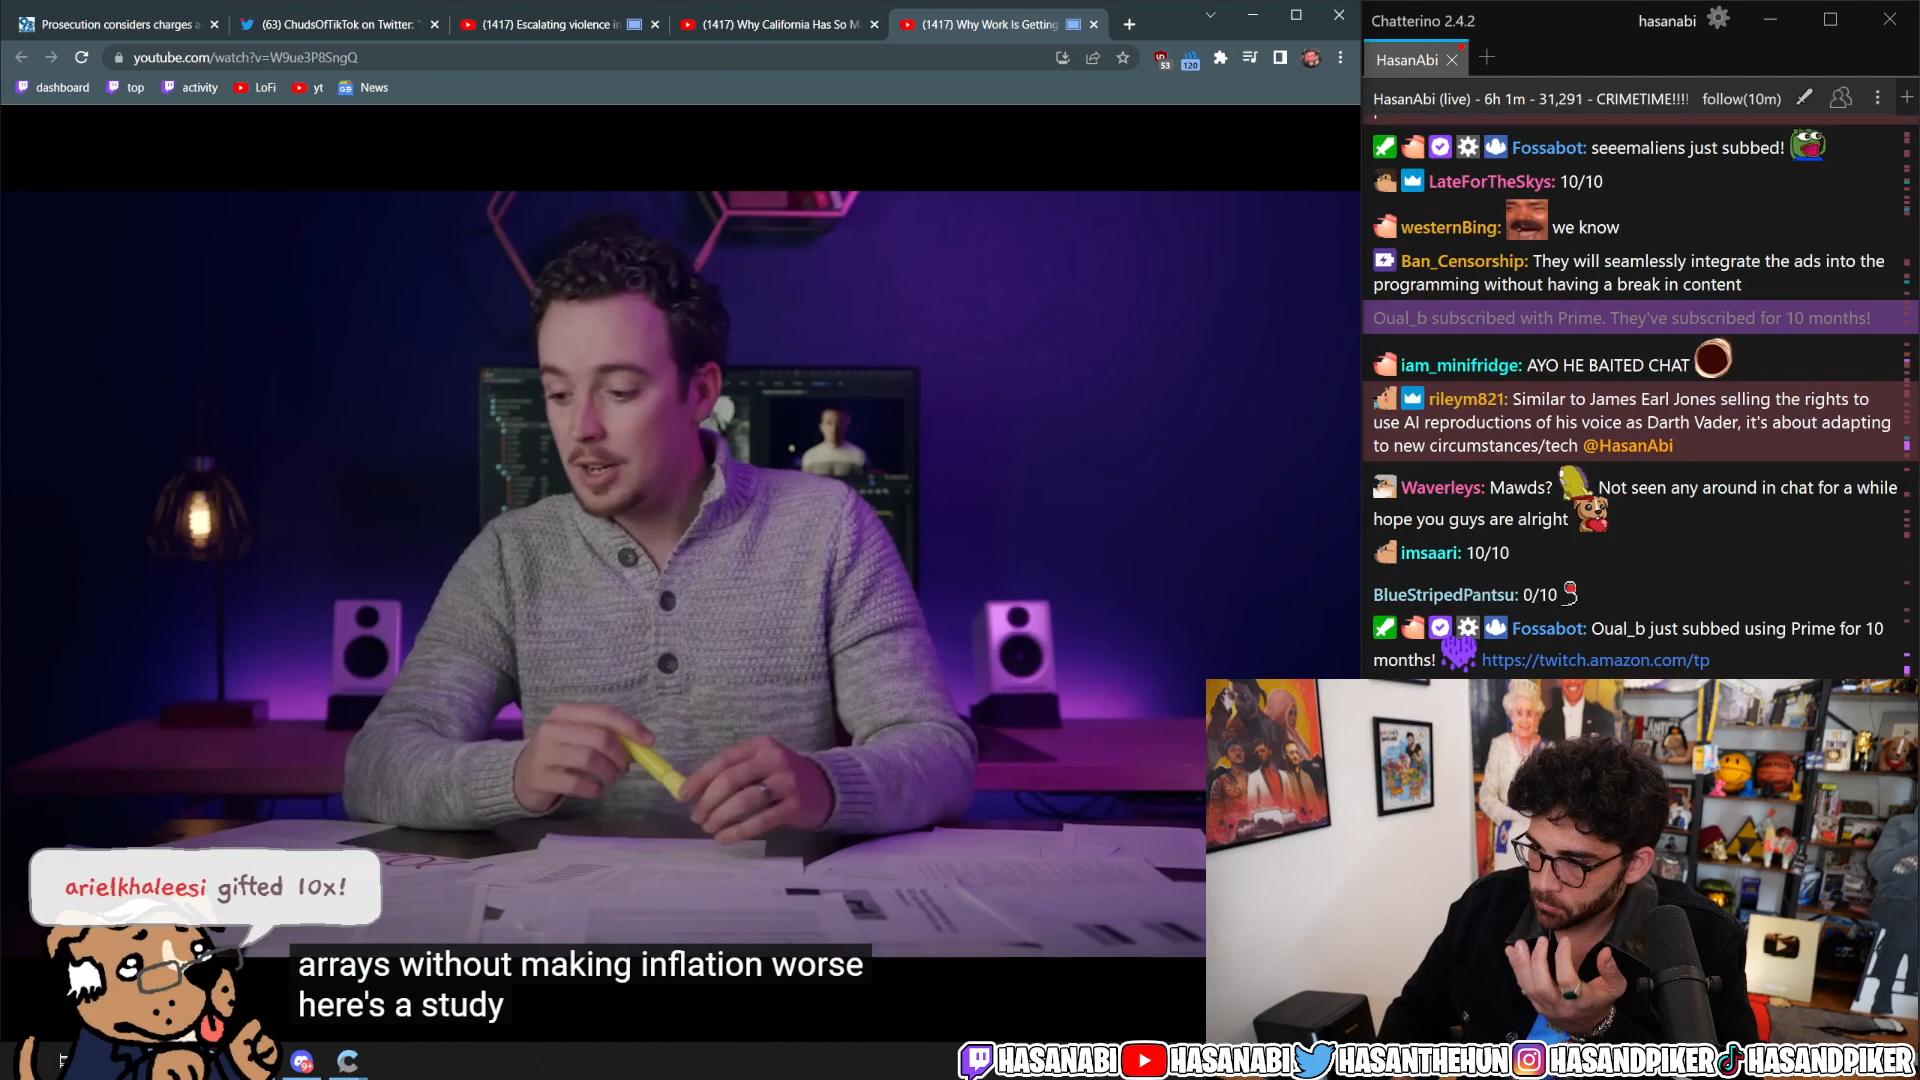 Prosecution considers charges a
(63) ChudsOfTikTok on Twitter:
(1417) Escalating violence in
(1417) Why California Has So M
(1417) Why Work Is Getting
youtube.com/watch?v=W9ue3P8SngQ
53
120
dashboard
top
activity
LoFi
yt
News
Chatterino 2.4.2
hasanabi
HasanAbi
HasanAbi (live) - 6h 1m - 31,291 - CRIMETIME!!!!
follow(10m)
Fossabot: seeemaliens just subbed!
LateForTheSkys: 10/10
westernBing: we know
Ban_Censorship: They will seamlessly integrate the ads into the
programming without having a break in content
Oual_b subscribed with Prime. They've subscribed for 10 months!
iam_minifridge: AYO HE BAITED CHAT
rileym821: Similar to James Earl Jones selling the rights to
use AI reproductions of his voice as Darth Vader, it's about adapting
to new circumstances/tech @HasanAbi
Waverleys: Mawds? Not seen any around in chat for a while
hope you guys are alright
imsaari: 10/10
BlueStripedPantsu: 0/10
Fossabot: Oual_b just subbed using Prime for 10
months! https://twitch.amazon.com/tp
arielkhaleesi gifted 10x!
arrays without making inflation worse
here's a study
9+
HASANABI
HASANABI
HASANTHEHUN
HASANDPIKER
HASANDPIKER